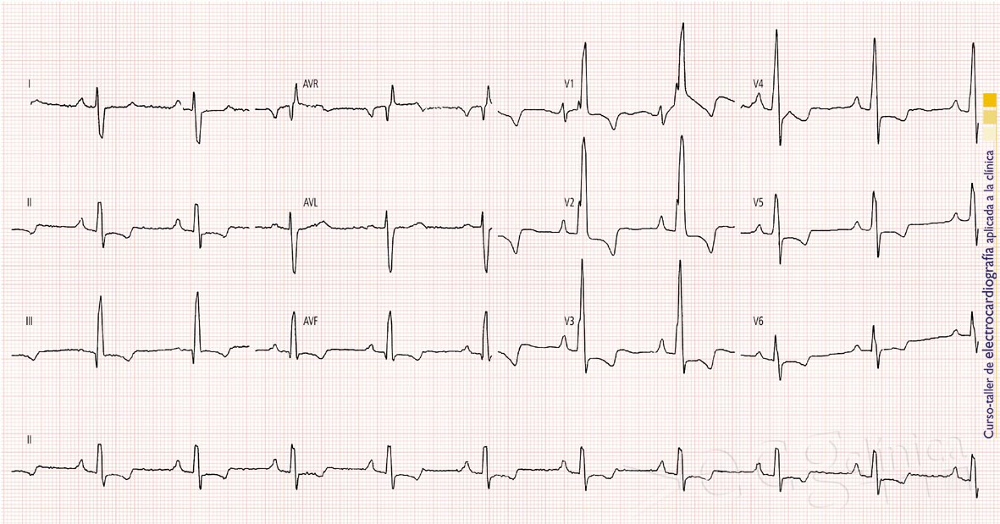 I
AVR
V1
V4
II
AVL
V2
V5
III
AVF
V3
V6
II
Curso-taller de electrocardiografía aplicada a la clínica